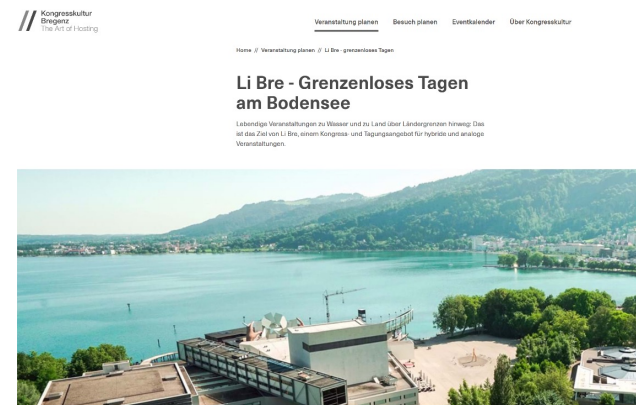 Kongresskultur
Bregenz
The Art of Hosting
Veranstaltung planen
Besuch planen
Eventkalender
Über Kongresskultur
Home // Veranstaltung planen // Li Bre - grenzenloses Tagen
Li Bre - Grenzenloses Tagen
am Bodensee
Lebendige Veranstaltungen zu Wasser und zu Land über Ländergrenzen hinweg: Das
ist das Ziel von Li Bre, einem Kongress- und Tagungsangebot für hybride und analoge
Veranstaltungen.